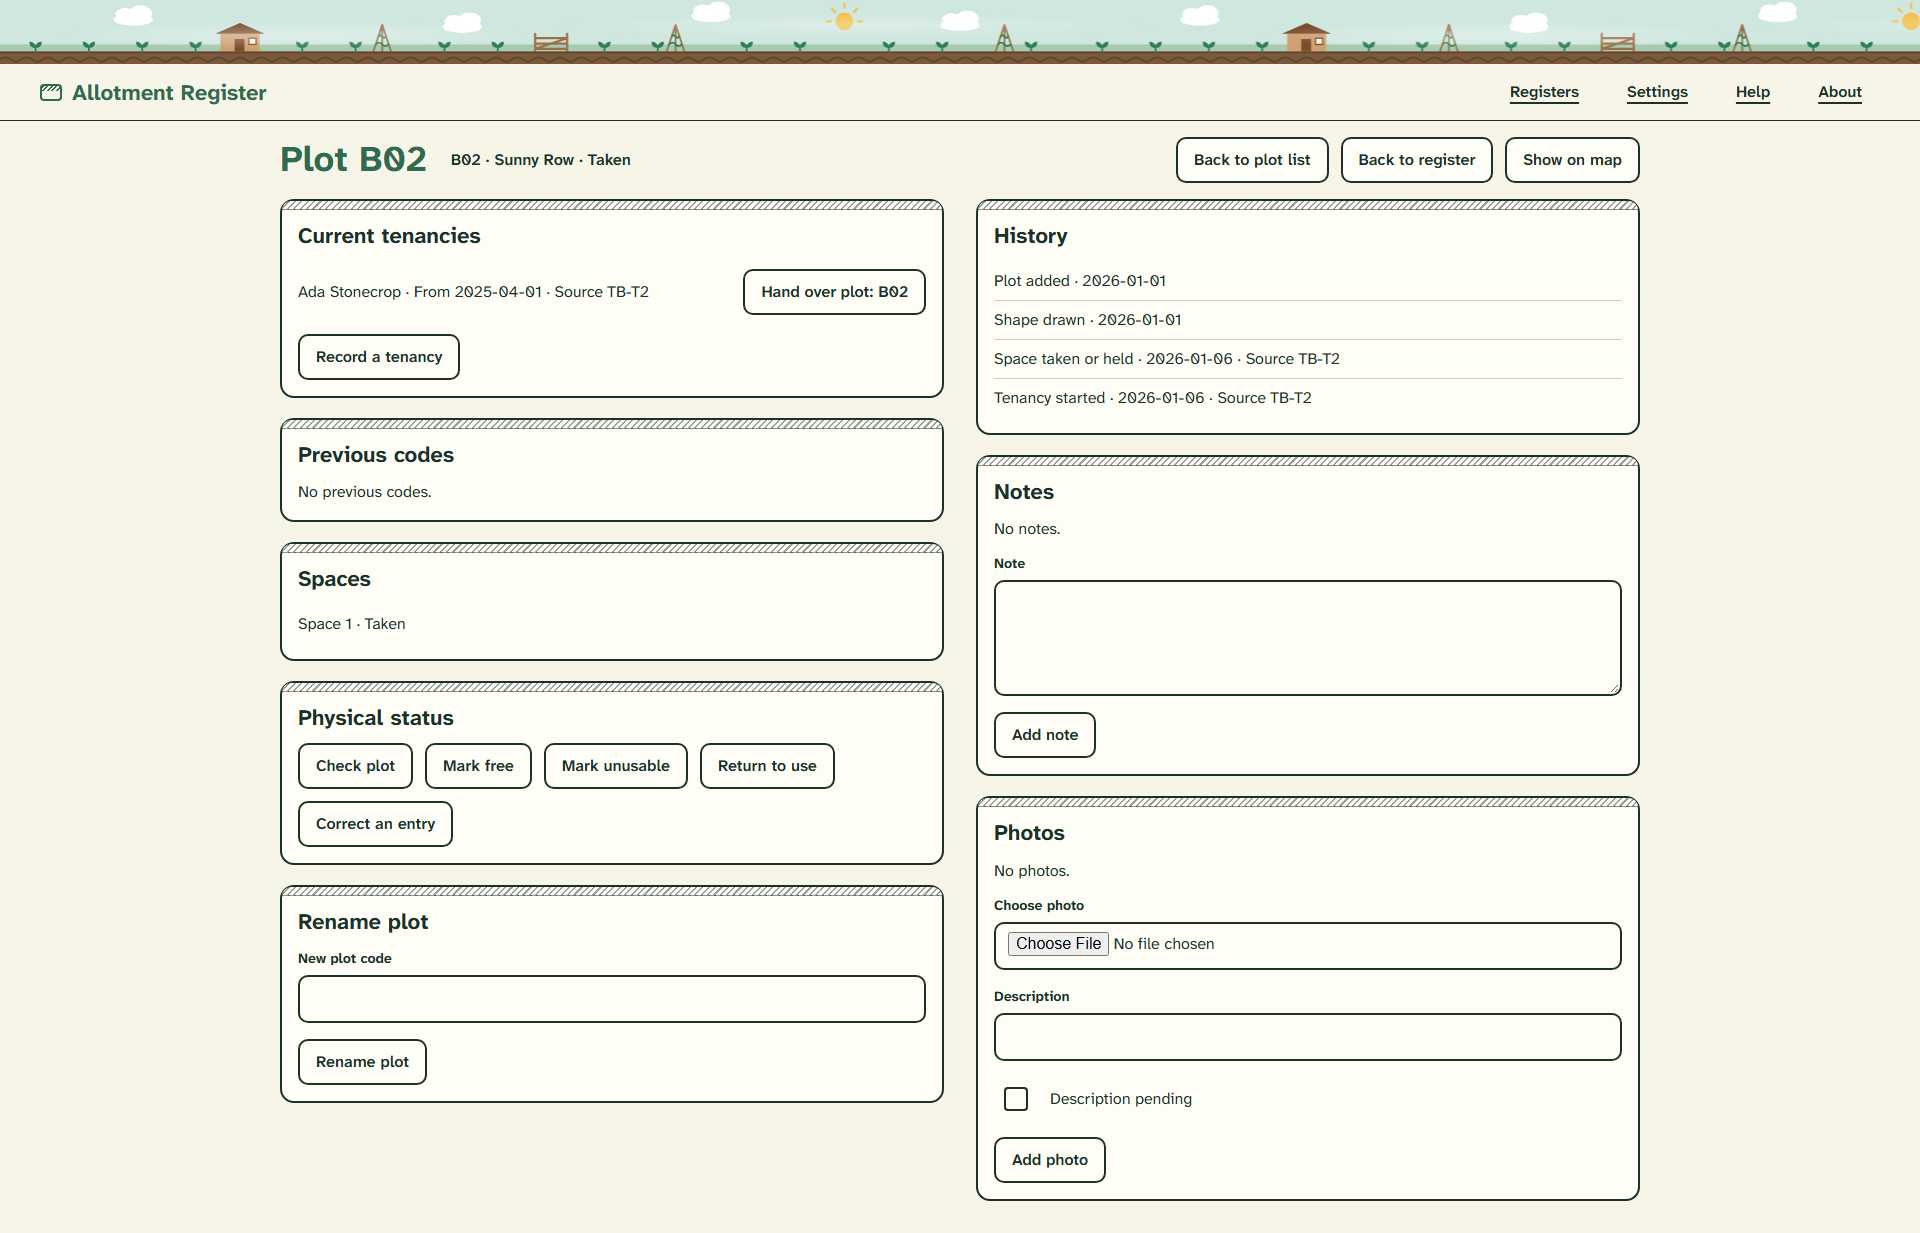 Allotment Register
Registers
Settings
Help
About
Plot B02
B02 · Sunny Row · Taken
Back to plot list
Back to register
Show on map
Current tenancies
Ada Stonecrop · From 2025-04-01 · Source TB-T2
Hand over plot: B02
Record a tenancy
Previous codes
No previous codes.
Spaces
Space 1 · Taken
Physical status
Check plot
Mark free
Mark unusable
Return to use
Correct an entry
Rename plot
New plot code
Rename plot
History
Plot added · 2026-01-01
Shape drawn · 2026-01-01
Space taken or held · 2026-01-06 · Source TB-T2
Tenancy started · 2026-01-06 · Source TB-T2
Notes
No notes.
Note
Add note
Photos
No photos.
Choose photo
Choose File No file chosen
Description
Description pending
Add photo